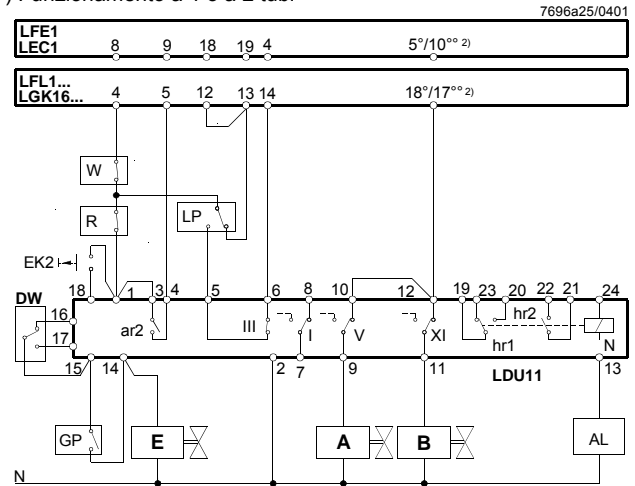 ) Funzionamento a 1 o a 2 tubi
7696a25/0401
LFE1
LEC1
8 9 18 19 4 5°/10°° 2)
LFL1...
LGK16...
4 5 12 13 14 18°/17°° 2)
W
R
LP
EK2
18 1 3 4 5 6 8 10 12 19 23 20 22 21 24
DW
16
17
ar2 III I V XI hr1 hr2 N
15 14 2 7 9 11 LDU11 13
GP E A B AL
N